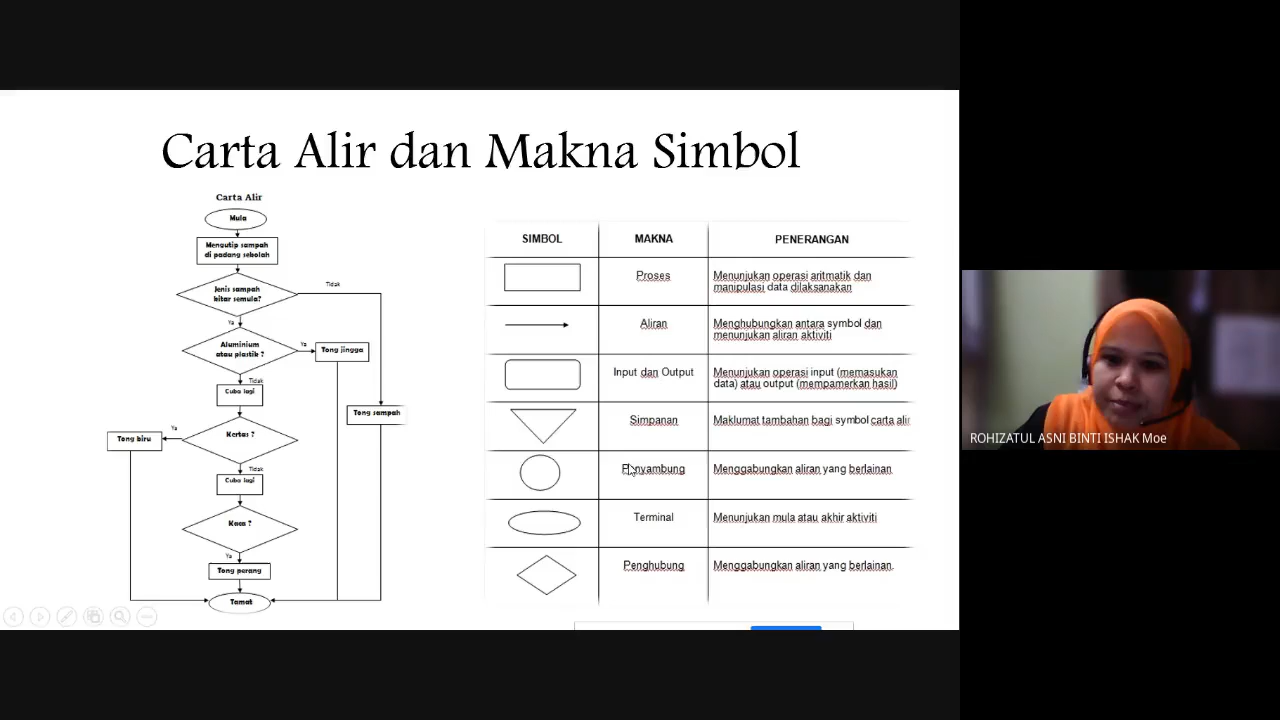 Carta Alir dan Makna Simbol
Carta Alir
Mula
Mengutip sampah
di padang sekolah
Jenis sampah
kitar semula?
Tidak
Ya
Aluminium
atau plastik ?
Ya
Tong jingga
Tidak
Cuba lagi
Tong sampah
Kertas ?
Ya
Tong biru
Tidak
Cuba lagi
Kaca ?
Ya
Tong perang
Tamat
SIMBOL
MAKNA
PENERANGAN
Proses
Menunjukan operasi aritmatik dan
manipulasi data dilaksanakan
Aliran
Menghubungkan antara symbol dan
menunjukan aliran aktiviti
Input dan Output
Menunjukan operasi input (memasukan
data) atau output (mempamerkan hasil)
Simpanan
Maklumat tambahan bagi symbol carta alir
Penyambung
Menggabungkan aliran yang berlainan
Terminal
Menunjukan mula atau akhir aktiviti
Penghubung
Menggabungkan aliran yang berlainan.
ROHIZATUL ASNI BINTI ISHAK Moe